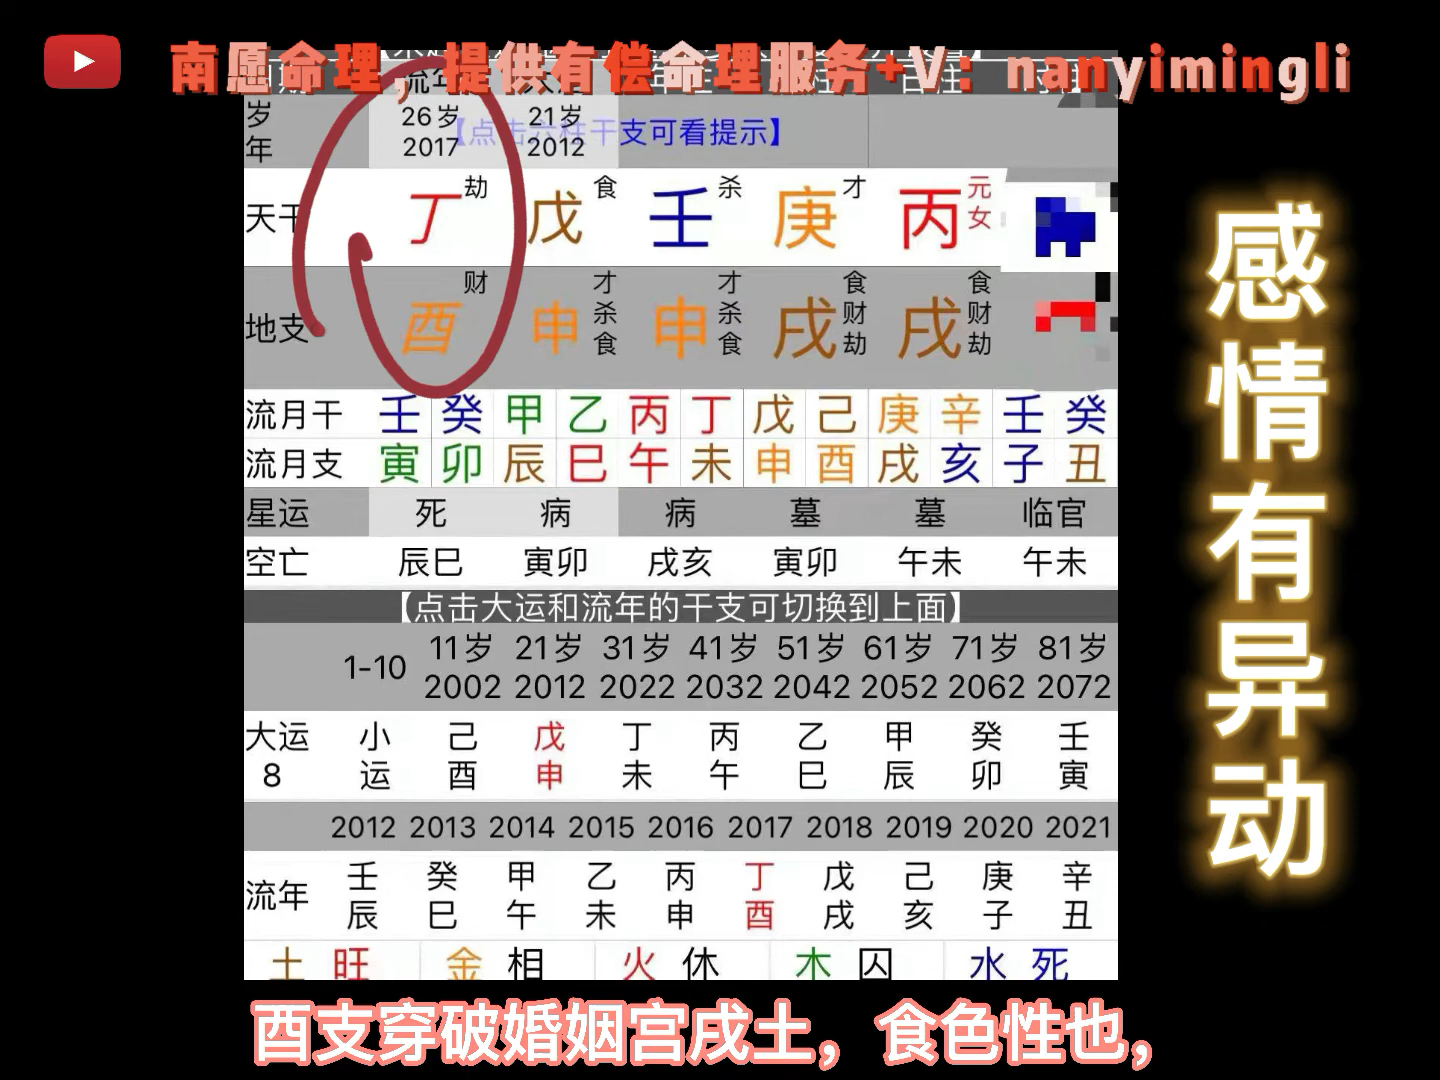 南愿命理，提供有偿命理服务+V：nanyimingli
流年
岁 26岁 21岁
年 2017 2012
【点击六柱干支可看提示】
天干 丁 劫 戊 食 壬 杀 庚 才 丙 元女
地支 酉 财 申 才杀食 申 才杀食 戌 食财劫 戌 食财劫
流月干 壬 癸 甲 乙 丙 丁 戊 己 庚 辛 壬 癸
流月支 寅 卯 辰 巳 午 未 申 酉 戌 亥 子 丑
星运 死 病 病 墓 墓 临官
空亡 辰巳 寅卯 戌亥 寅卯 午未 午未
【点击大运和流年的干支可切换到上面】
1-10 11岁 21岁 31岁 41岁 51岁 61岁 71岁 81岁
2002 2012 2022 2032 2042 2052 2062 2072
大运 小 己 戊 丁 丙 乙 甲 癸 壬
8 运 酉 申 未 午 巳 辰 卯 寅
2012 2013 2014 2015 2016 2017 2018 2019 2020 2021
流年 壬 癸 甲 乙 丙 丁 戊 己 庚 辛
辰 巳 午 未 申 酉 戌 亥 子 丑
土 旺 金 相 火 休 木 囚 水 死
感情有异动
酉支穿破婚姻宫戌土，食色性也，